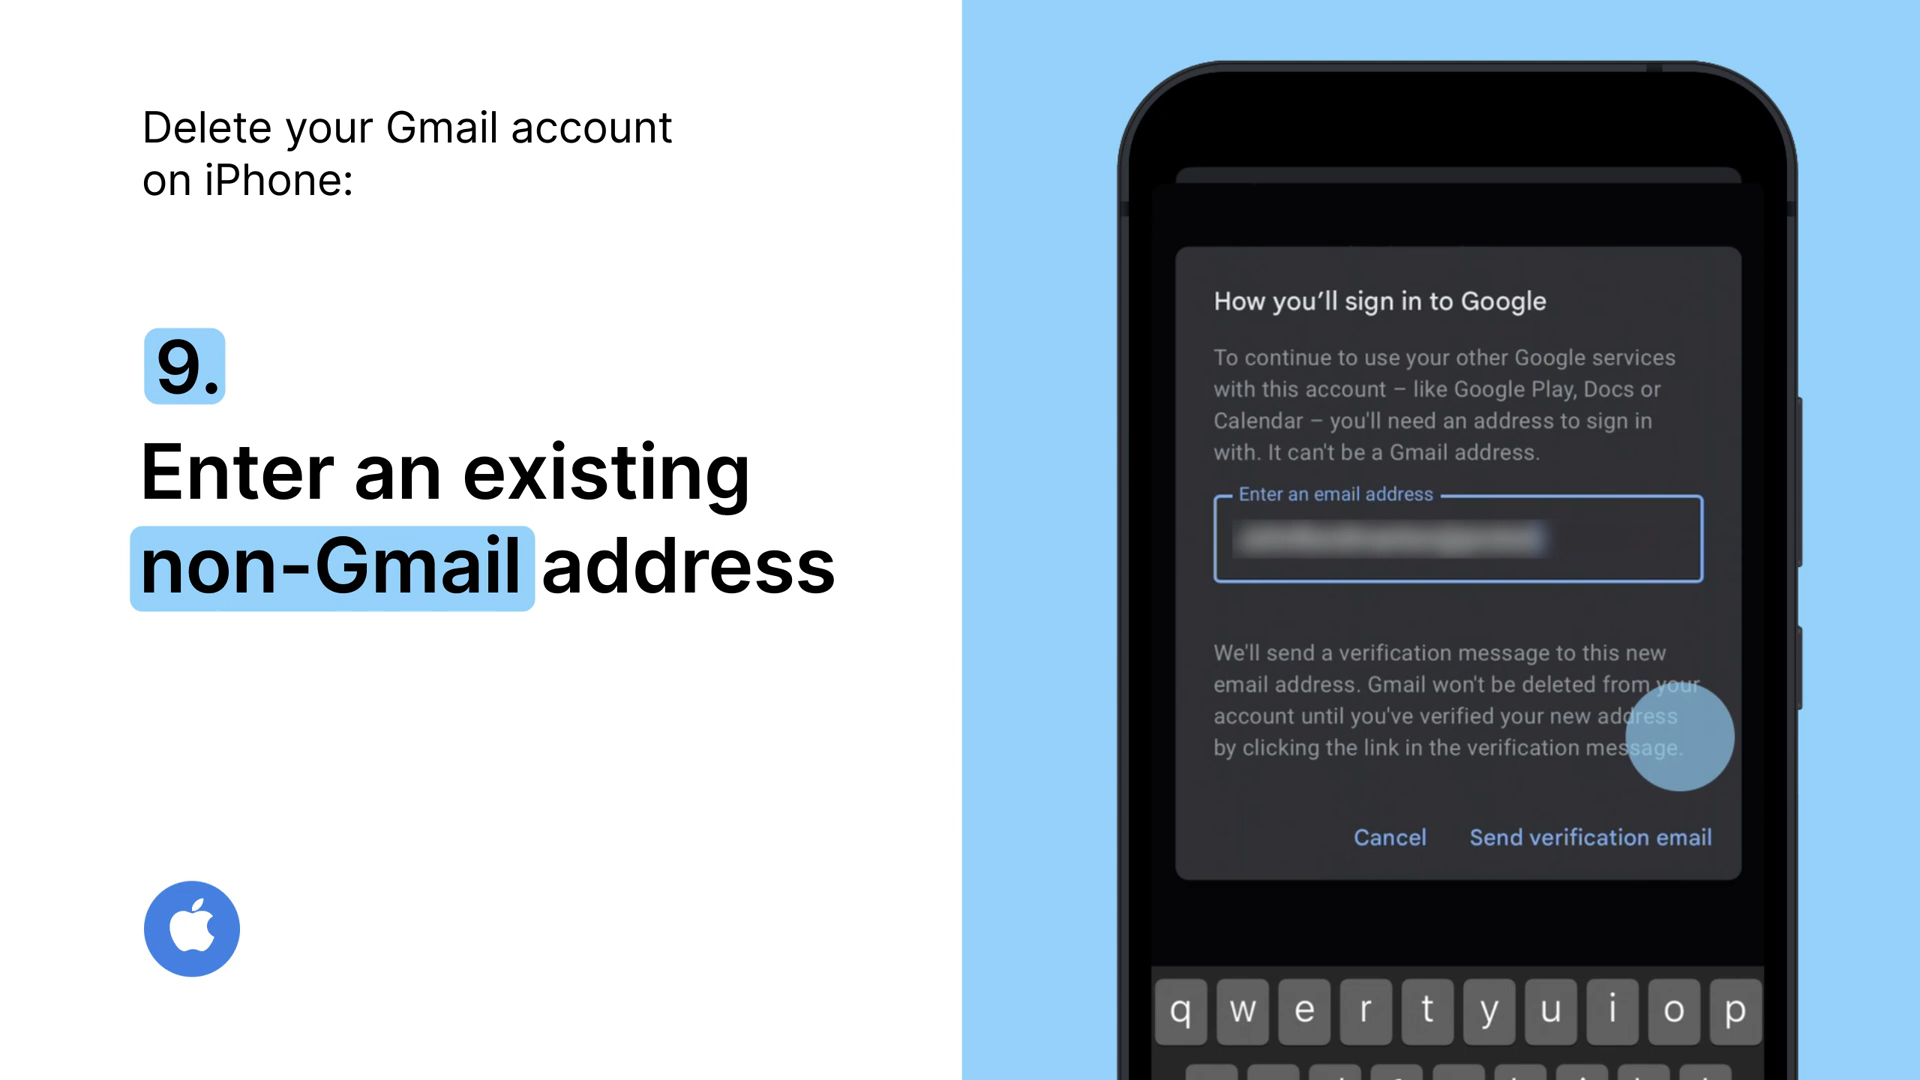 Delete your Gmail account
on iPhone:
9.
Enter an existing
non-Gmail address
How you’ll sign in to Google
To continue to use your other Google services
with this account – like Google Play, Docs or
Calendar – you'll need an address to sign in
with. It can't be a Gmail address.
Enter an email address
We'll send a verification message to this new
email address. Gmail won't be deleted from your
account until you've verified your new address
by clicking the link in the verification message.
Cancel Send verification email
q w e r t y u i o p